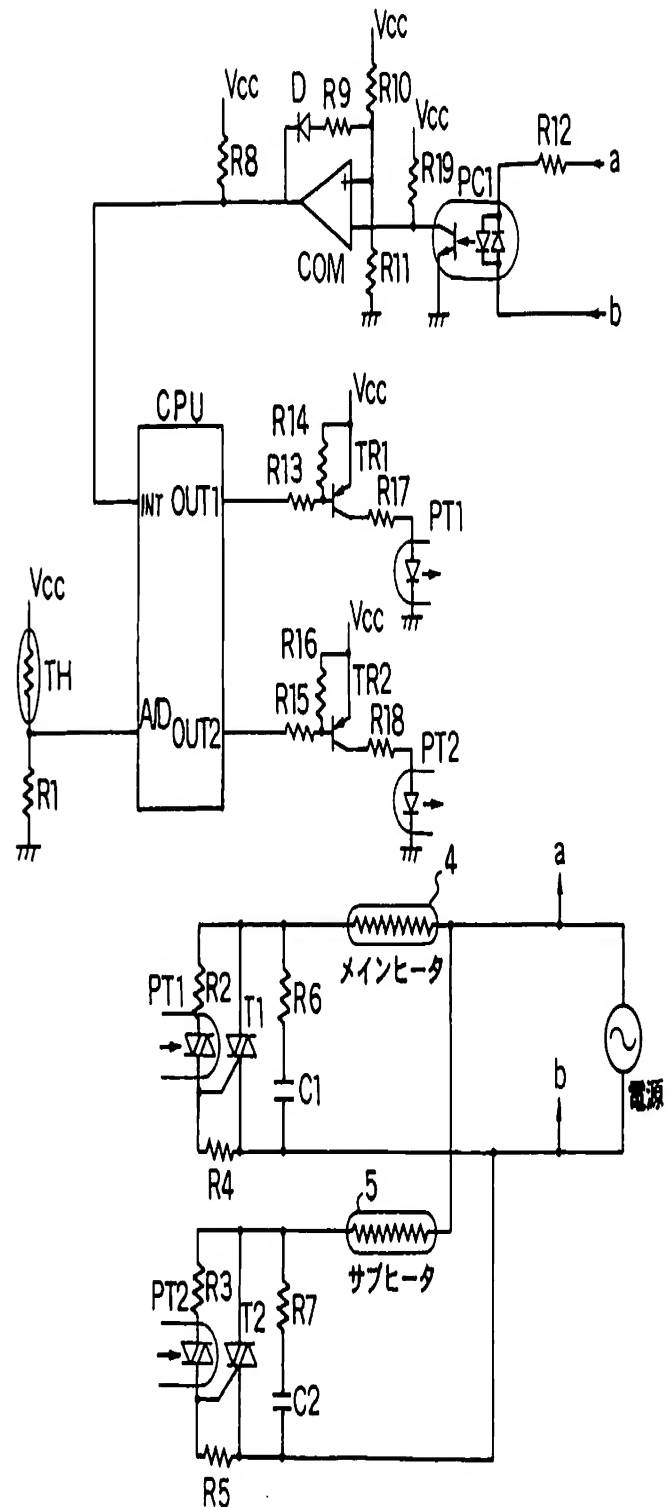 Vcc
Vcc
D
R9
R10
Vcc
R8
R19
R12
a
PC1
COM
R11
b
CPU
Vcc
R14
R13
TR1
R17
PT1
INT
OUT1
Vcc
TH
Vcc
R16
R15
TR2
R18
PT2
A/D
OUT2
R1
4
a
メインヒータ
PT1
R2
T1
R6
C1
R4
b
電源
5
サブヒータ
PT2
R3
T2
R7
C2
R5